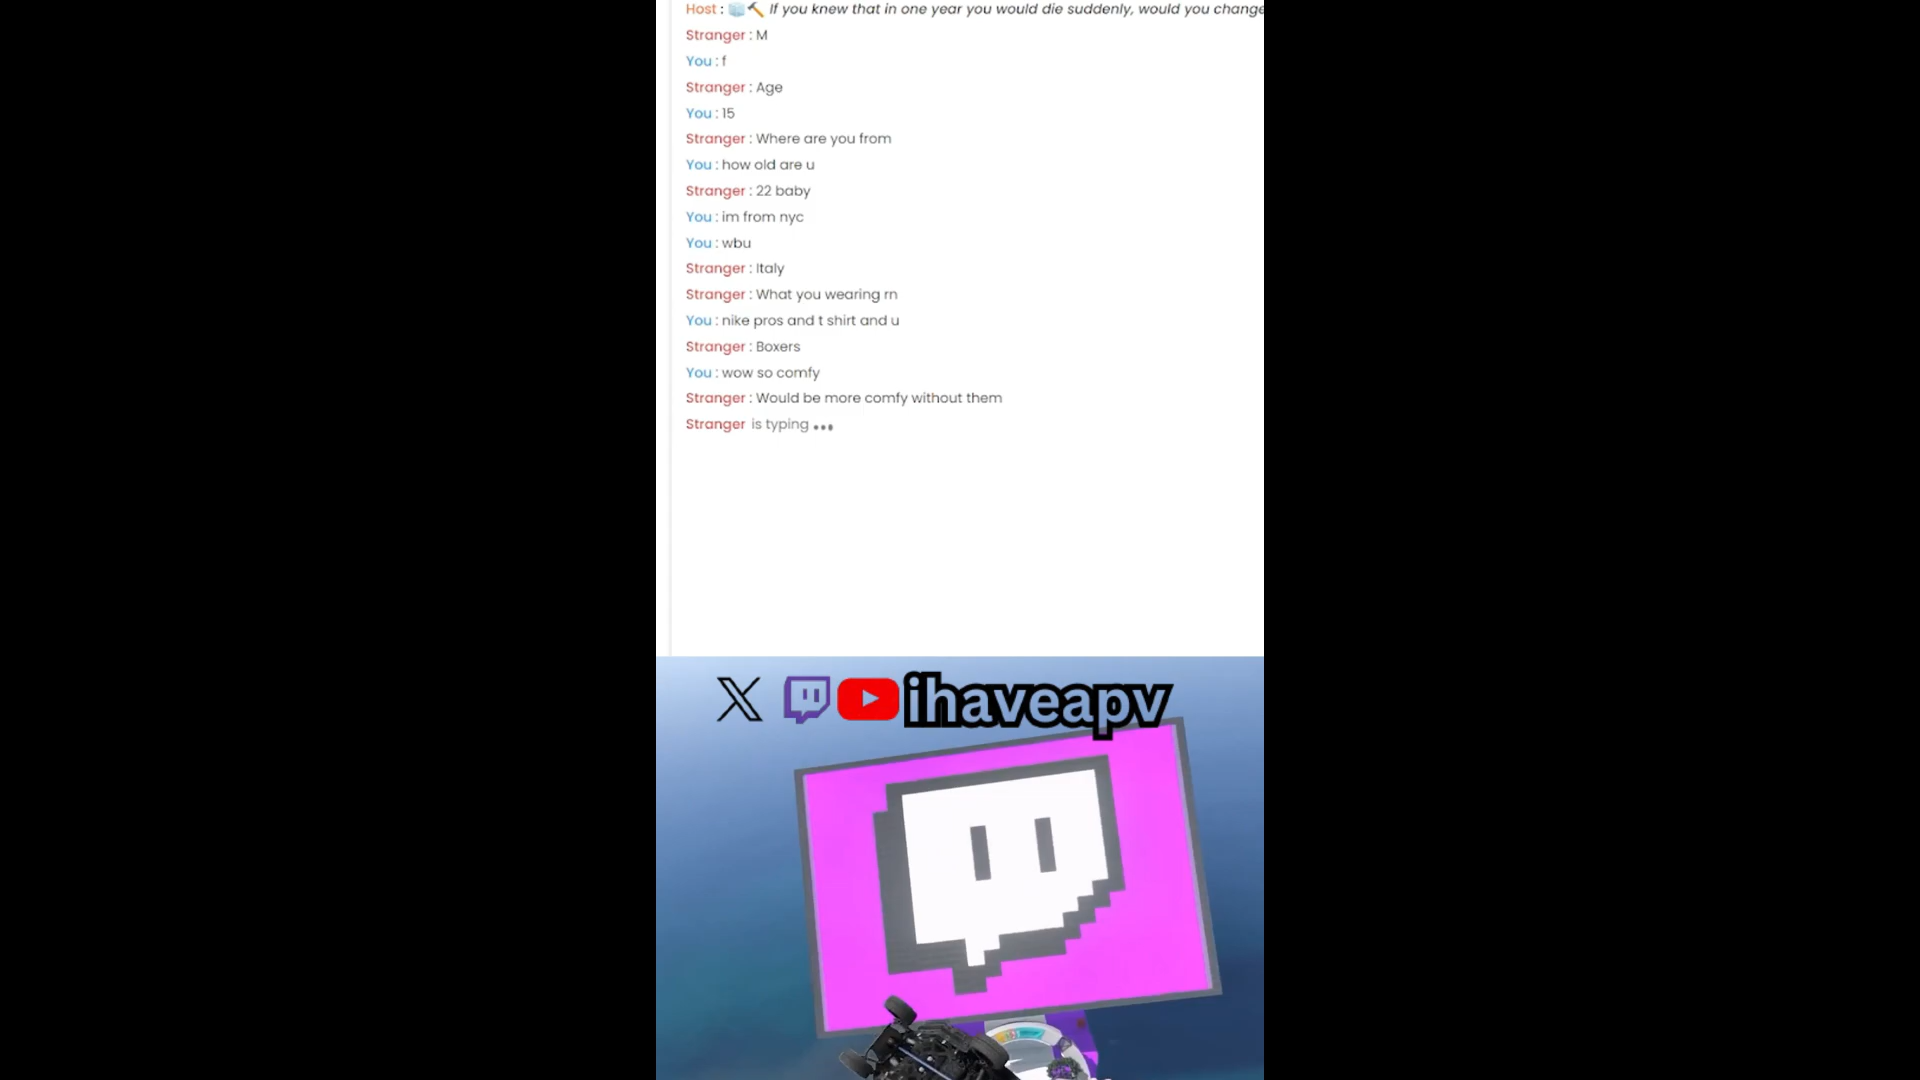 Host : If you knew that in one year you would die suddenly, would you change
Stranger : M
You : f
Stranger : Age
You : 15
Stranger : Where are you from
You : how old are u
Stranger : 22 baby
You : im from nyc
You : wbu
Stranger : Italy
Stranger : What you wearing rn
You : nike pros and t shirt and u
Stranger : Boxers
You : wow so comfy
Stranger : Would be more comfy without them
Stranger is typing ...
ihaveapv